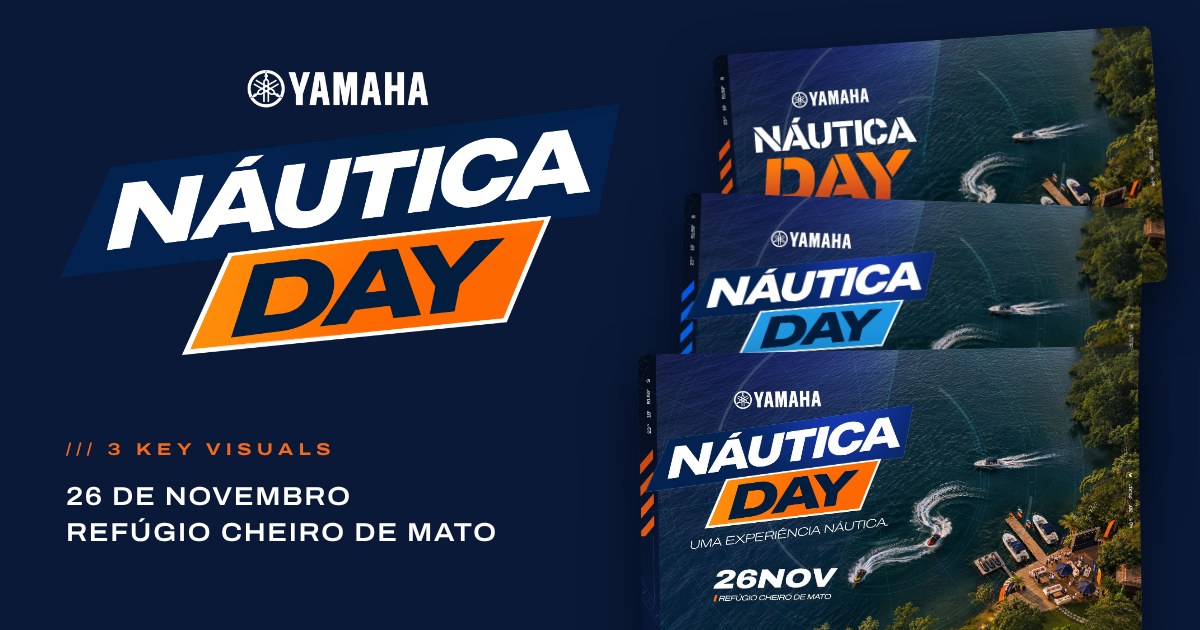 YAMAHA
NÁUTICA
DAY
/// 3 KEY VISUALS
26 DE NOVEMBRO
REFÚGIO CHEIRO DE MATO
YAMAHA
NÁUTICA
DAY
YAMAHA
NÁUTICA
DAY
YAMAHA
NÁUTICA
DAY
UMA EXPERIÊNCIA NÁUTICA.
26NOV
REFÚGIO CHEIRO DE MATO